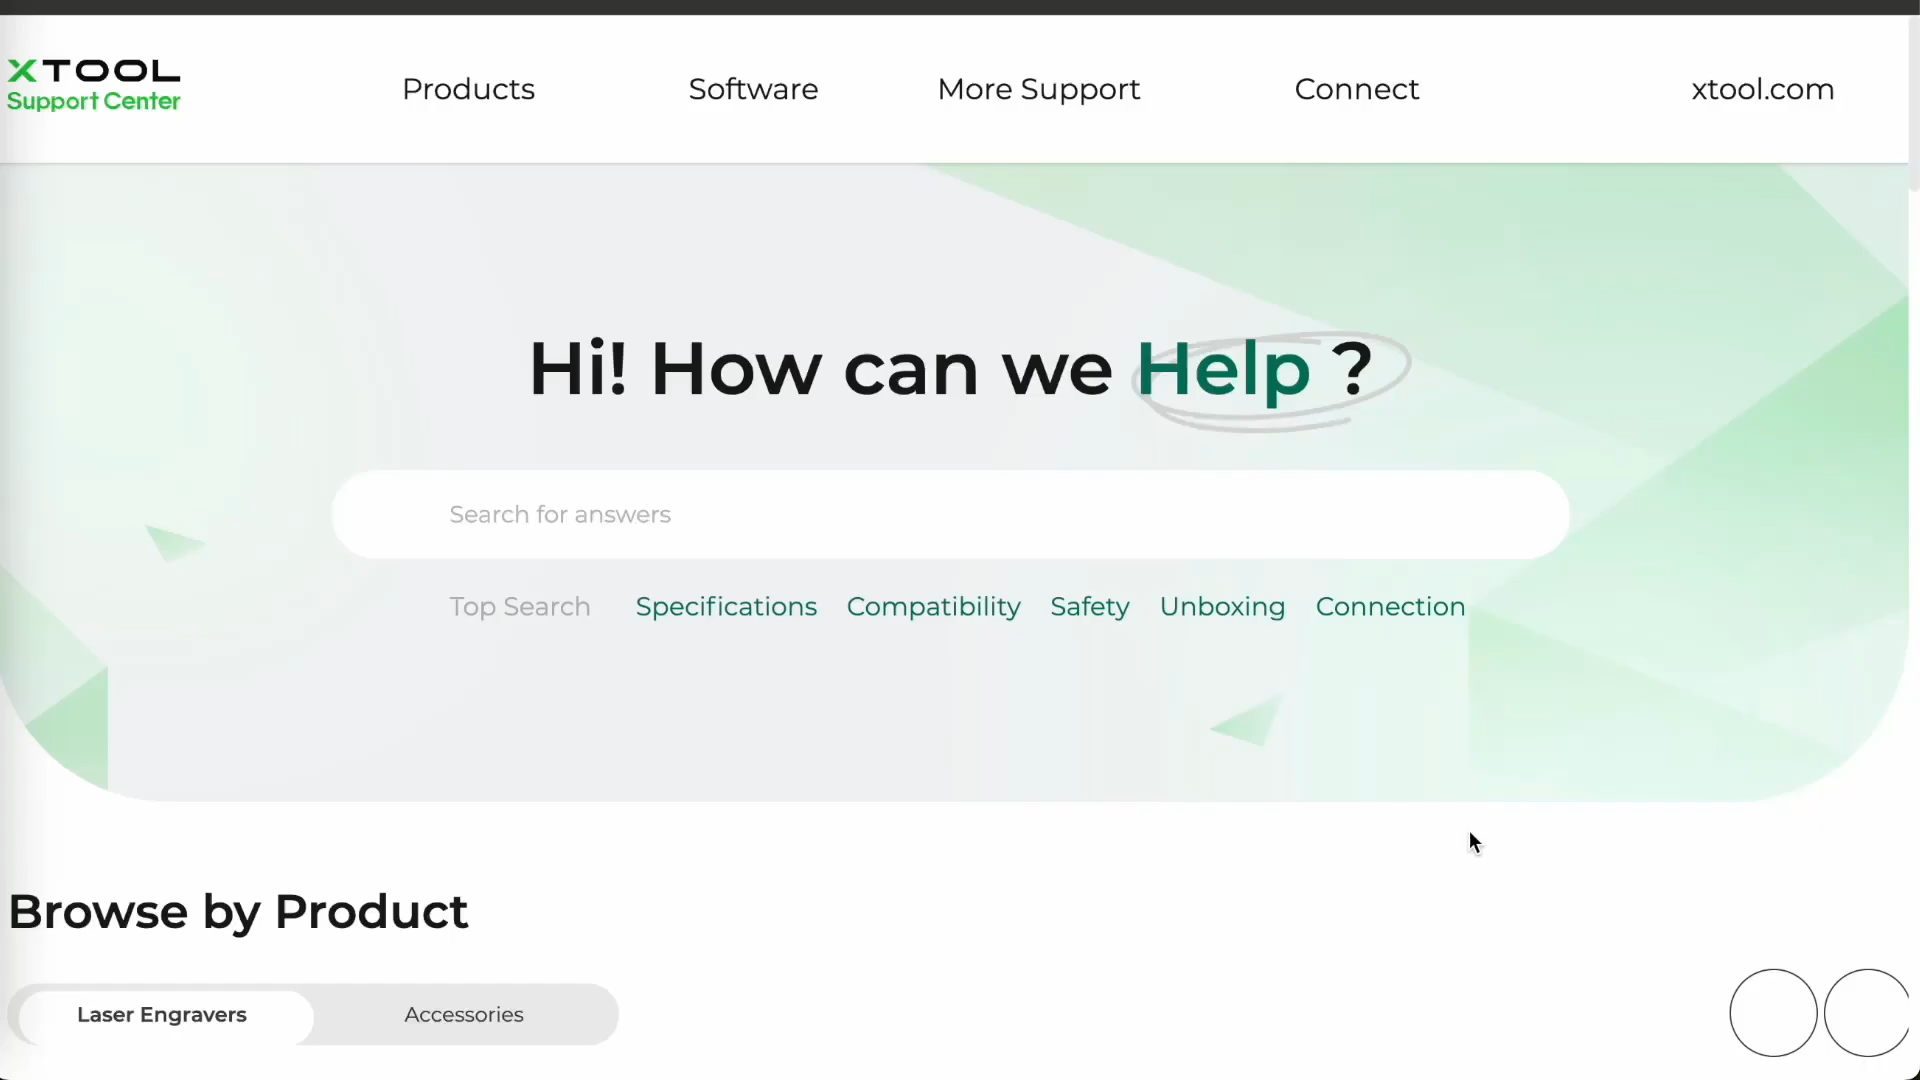 XTOOL
Support Center
Products
Software
More Support
Connect
xtool.com
Hi! How can we Help ?
Search for answers
Top Search Specifications Compatibility Safety Unboxing Connection
Browse by Product
Laser Engravers
Accessories